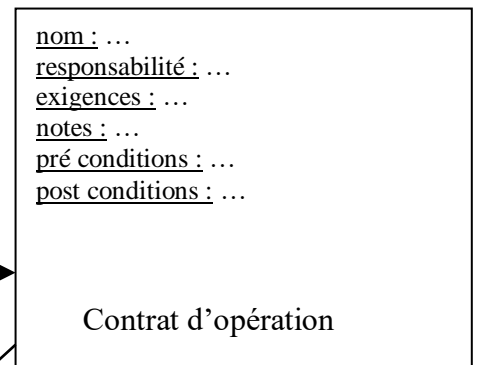 nom : …
responsabilité : …
exigences : …
notes : …
pré conditions : …
post conditions : …
Contrat d’opération